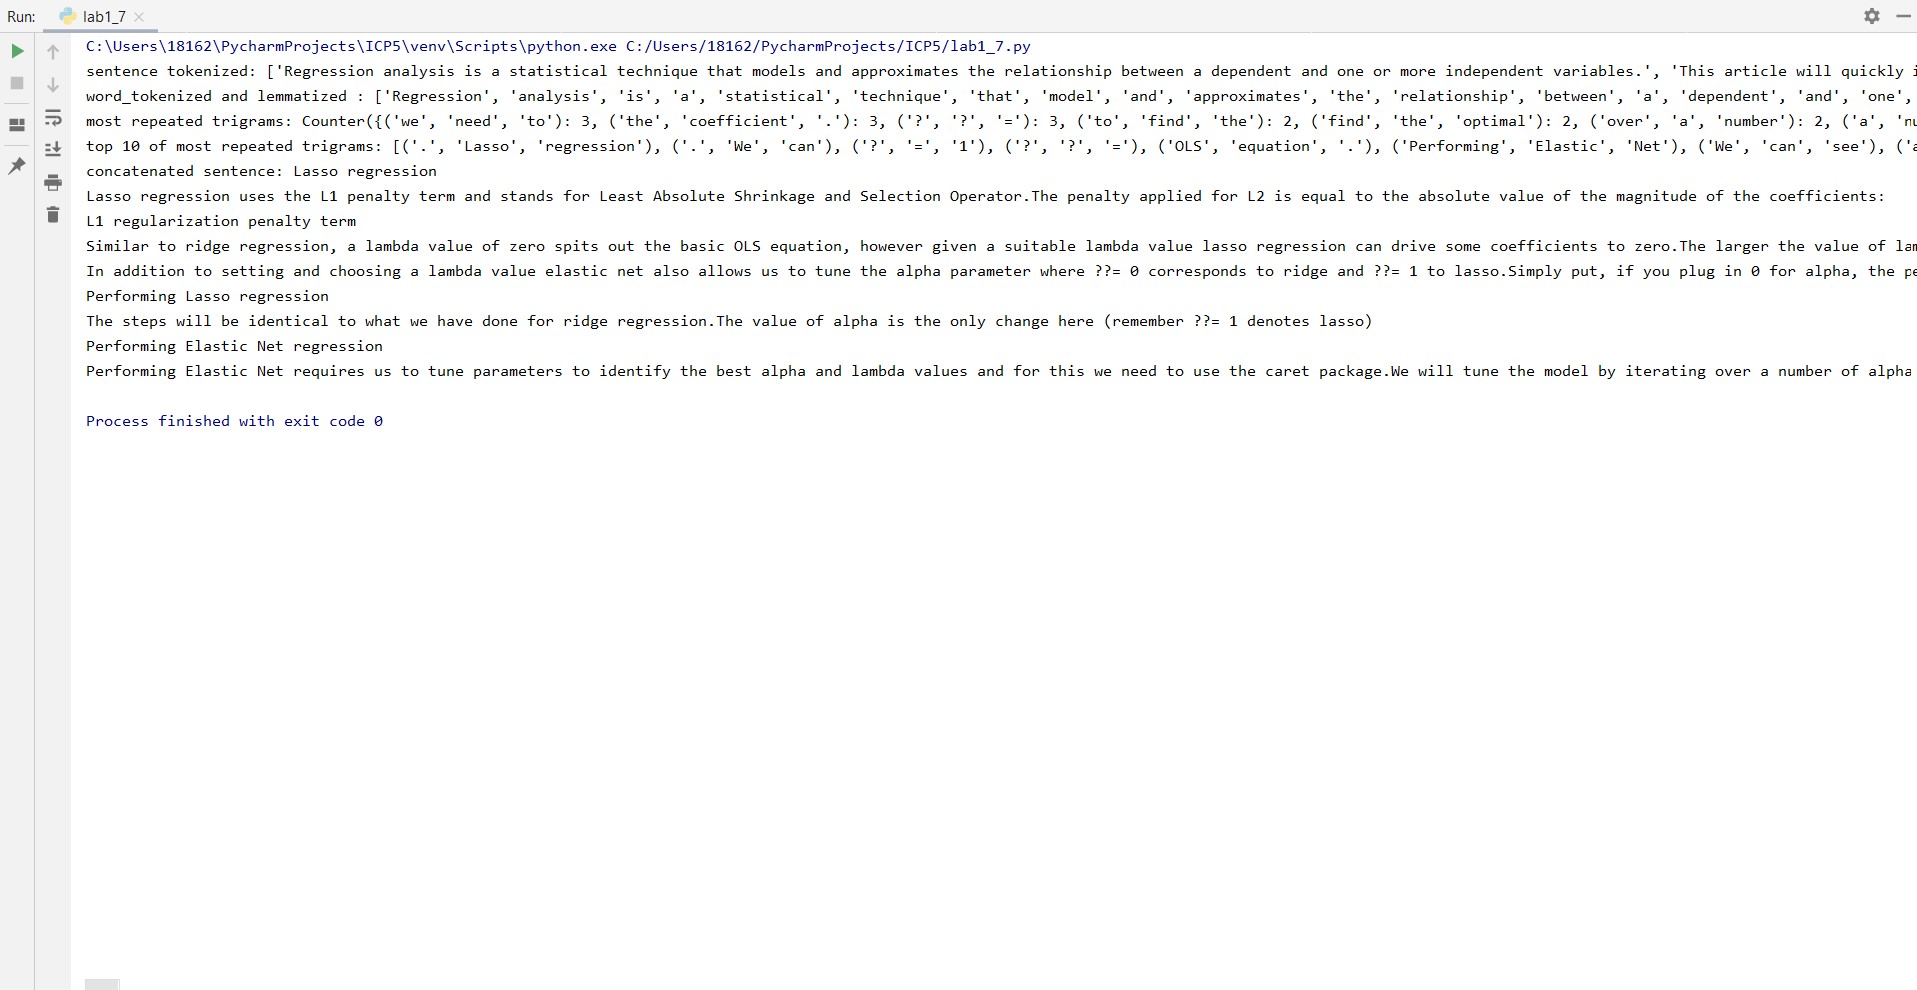 Run: lab1_7
C:\Users\18162\PycharmProjects\ICP5\venv\Scripts\python.exe C:/Users/18162/PycharmProjects/ICP5/lab1_7.py
sentence tokenized: ['Regression analysis is a statistical technique that models and approximates the relationship between a dependent and one or more independent variables.', 'This article will quickly i
word_tokenized and lemmatized : ['Regression', 'analysis', 'is', 'a', 'statistical', 'technique', 'that', 'model', 'and', 'approximates', 'the', 'relationship', 'between', 'a', 'dependent', 'and', 'one',
most repeated trigrams: Counter({('we', 'need', 'to'): 3, ('the', 'coefficient', '.'): 3, ('?', '?', '='): 3, ('to', 'find', 'the'): 2, ('find', 'the', 'optimal'): 2, ('over', 'a', 'number'): 2, ('a', 'nu
top 10 of most repeated trigrams: [('.', 'Lasso', 'regression'), ('.', 'We', 'can'), ('?', '=', '1'), ('?', '?', '='), ('OLS', 'equation', '.'), ('Performing', 'Elastic', 'Net'), ('We', 'can', 'see'), ('a
concatenated sentence: Lasso regression
Lasso regression uses the L1 penalty term and stands for Least Absolute Shrinkage and Selection Operator.The penalty applied for L2 is equal to the absolute value of the magnitude of the coefficients:
L1 regularization penalty term
Similar to ridge regression, a lambda value of zero spits out the basic OLS equation, however given a suitable lambda value lasso regression can drive some coefficients to zero.The larger the value of lam
In addition to setting and choosing a lambda value elastic net also allows us to tune the alpha parameter where ??= 0 corresponds to ridge and ??= 1 to lasso.Simply put, if you plug in 0 for alpha, the pe
Performing Lasso regression
The steps will be identical to what we have done for ridge regression.The value of alpha is the only change here (remember ??= 1 denotes lasso)
Performing Elastic Net regression
Performing Elastic Net requires us to tune parameters to identify the best alpha and lambda values and for this we need to use the caret package.We will tune the model by iterating over a number of alpha
Process finished with exit code 0